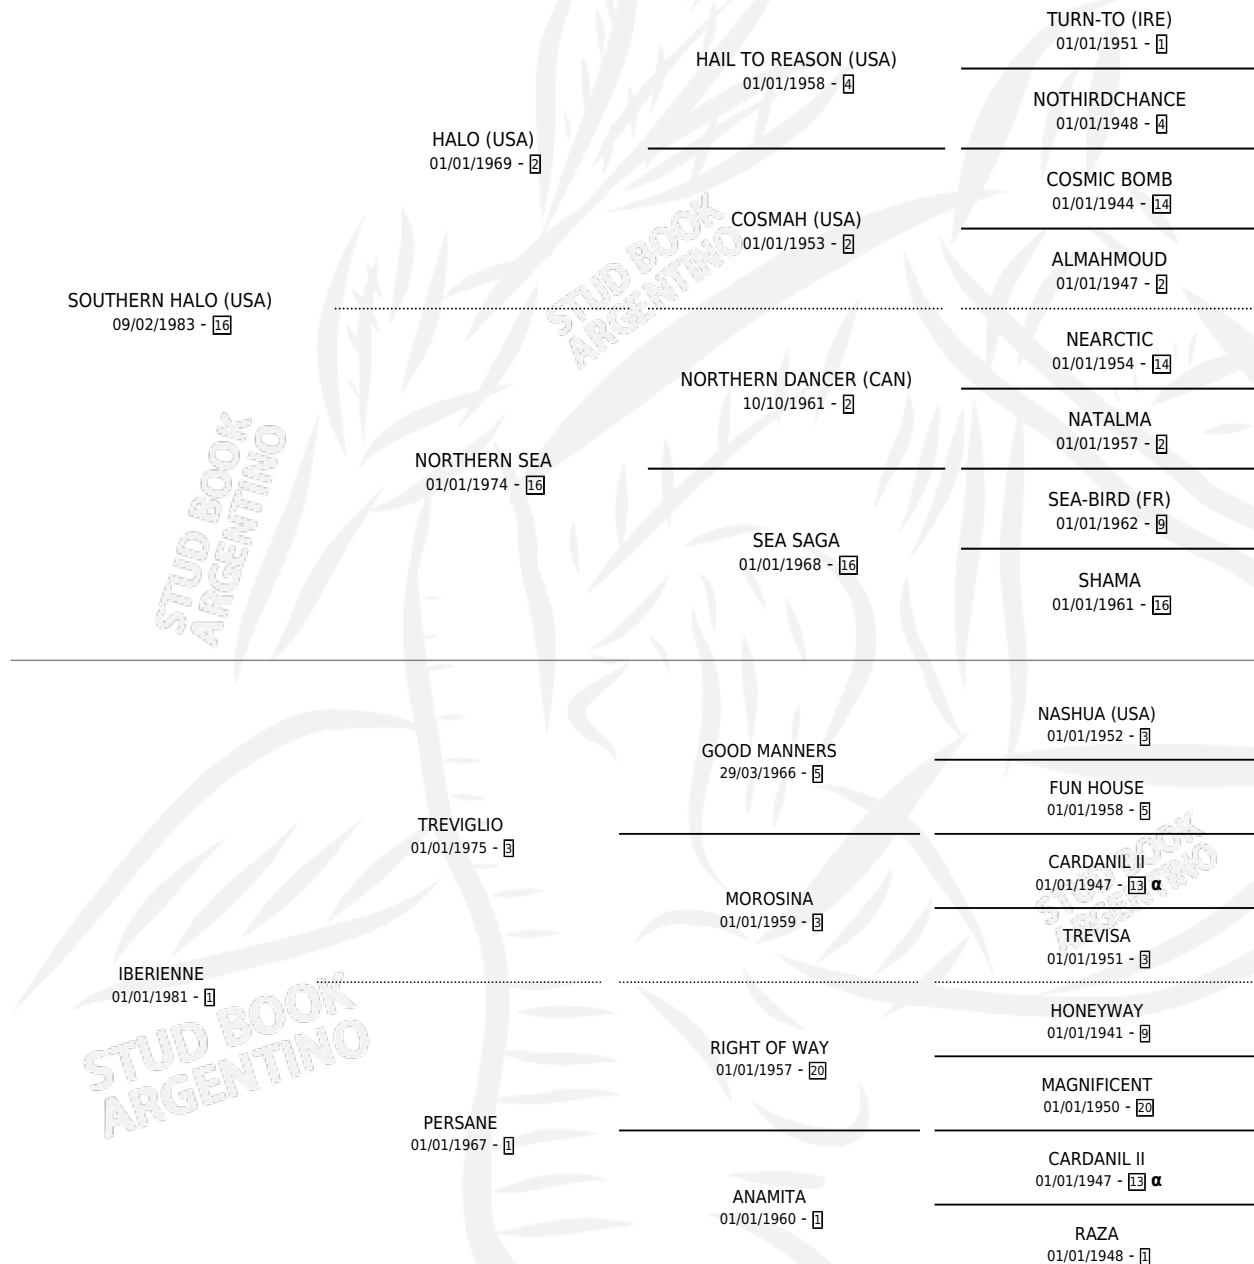 TURN-TO (IRE)
01/01/1951 - 1
HAIL TO REASON (USA)
01/01/1958 - 4
NOTHIRDCHANCE
01/01/1948 - 4
HALO (USA)
01/01/1969 - 2
COSMIC BOMB
01/01/1944 - 14
COSMAH (USA)
01/01/1953 - 2
ALMAHMOUD
01/01/1947 - 2
SOUTHERN HALO (USA)
09/02/1983 - 16
STUD BOOK
ARGENTINO
NEARCTIC
01/01/1954 - 14
NORTHERN DANCER (CAN)
10/10/1961 - 2
NATALMA
01/01/1957 - 2
NORTHERN SEA
01/01/1974 - 16
SEA-BIRD (FR)
01/01/1962 - 9
SEA SAGA
01/01/1968 - 16
SHAMA
01/01/1961 - 16
STUD BOOK
ARGENTINO
NASHUA (USA)
01/01/1952 - 3
GOOD MANNERS
29/03/1966 - 5
FUN HOUSE
01/01/1958 - 5
TREVIGLIO
01/01/1975 - 3
CARDANIL II
01/01/1947 - 13 α
MOROSINA
01/01/1959 - 3
TREVISA
01/01/1951 - 3
STUD BOOK
ARGENTINO
IBERIENNE
01/01/1981 - 1
HONEYWAY
01/01/1941 - 9
RIGHT OF WAY
01/01/1957 - 20
MAGNIFICENT
01/01/1950 - 20
STUD BOOK
ARGENTINO
PERSANE
01/01/1967 - 1
CARDANIL II
01/01/1947 - 13 α
ANAMITA
01/01/1960 - 1
RAZA
01/01/1948 - 1